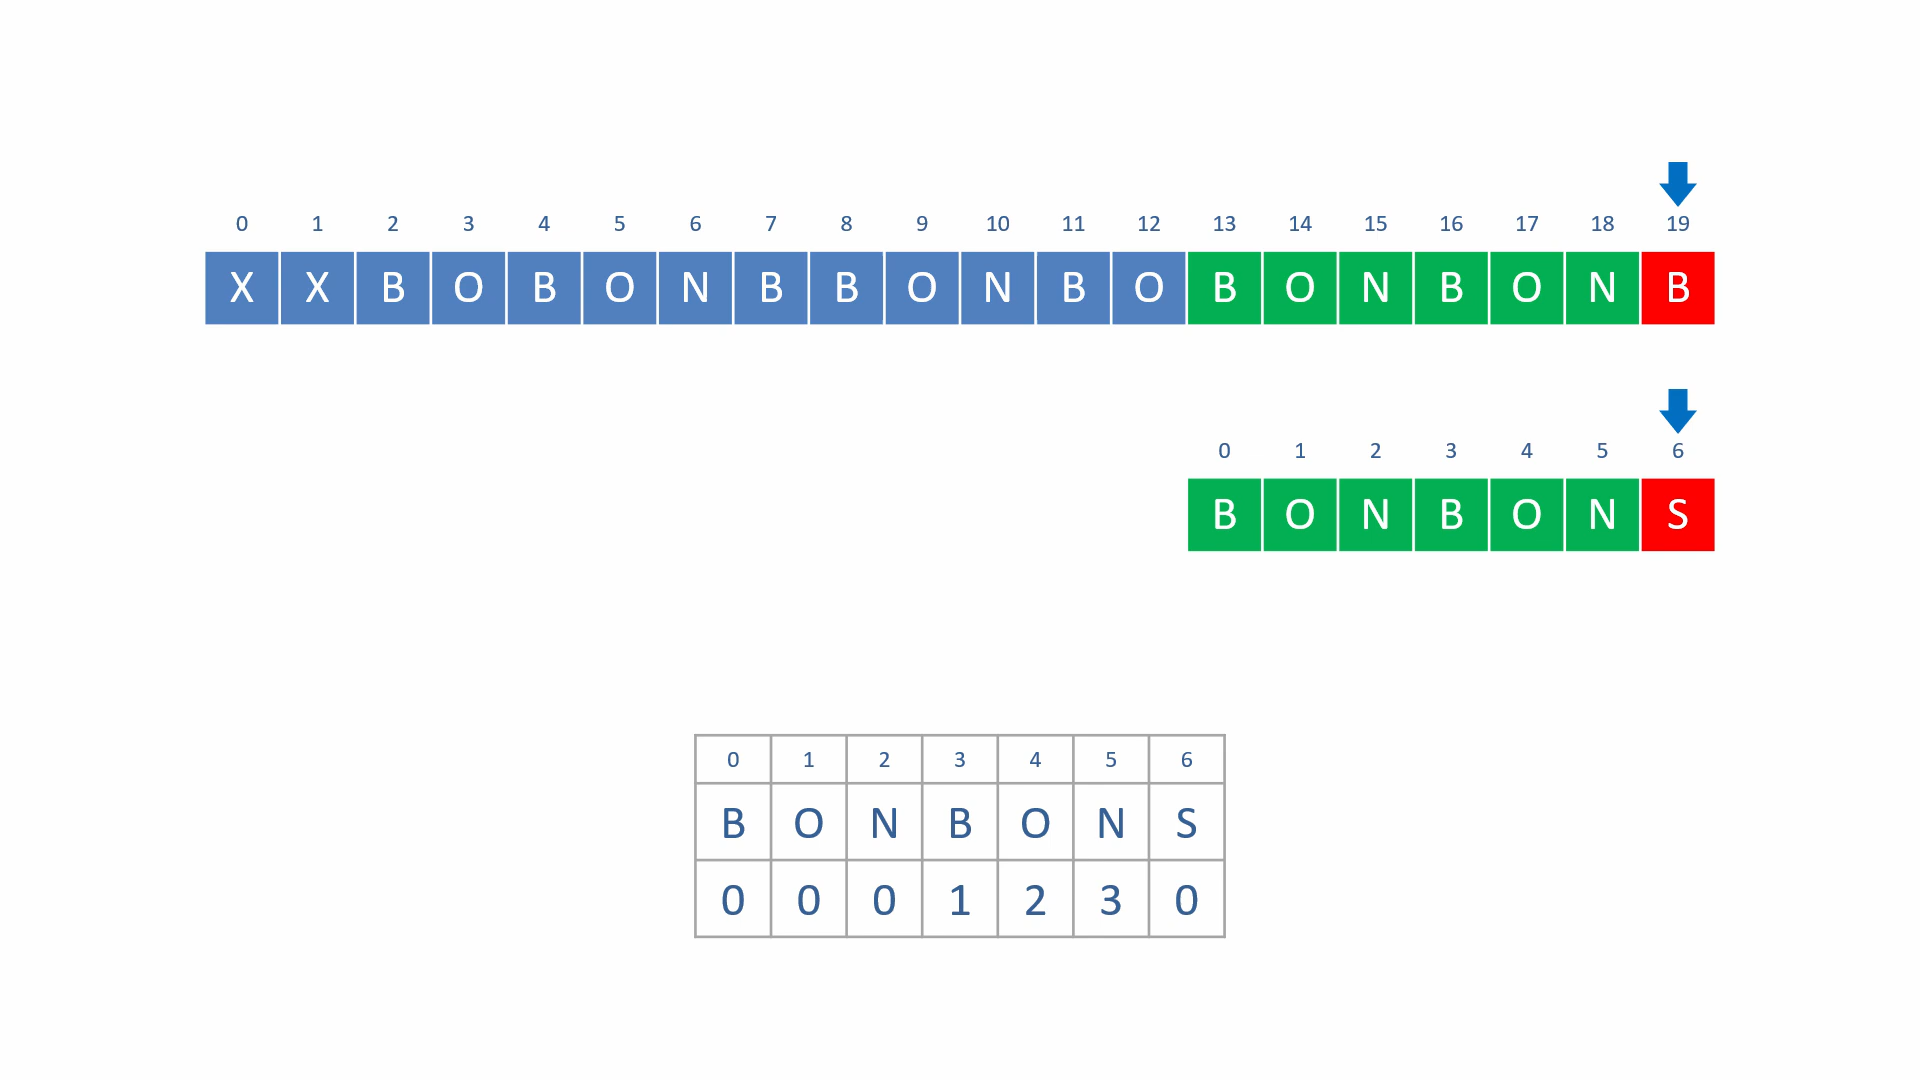 0 1 2 3 4 5 6 7 8 9 10 11 12 13 14 15 16 17 18 19
X X B O B O N B B O N B O B O N B O N B
0 1 2 3 4 5 6
B O N B O N S
0 1 2 3 4 5 6
B O N B O N S
0 0 0 1 2 3 0